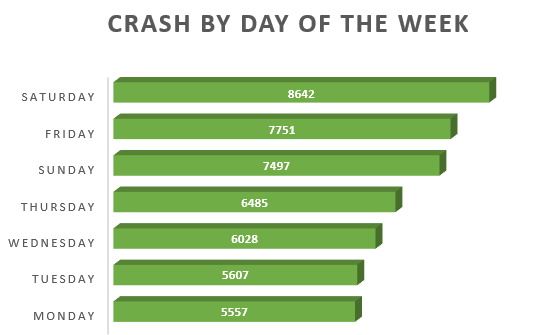 CRASH BY DAY OF THE WEEK
SATURDAY 8642
FRIDAY 7751
SUNDAY 7497
THURSDAY 6485
WEDNESDAY 6028
TUESDAY 5607
MONDAY 5557